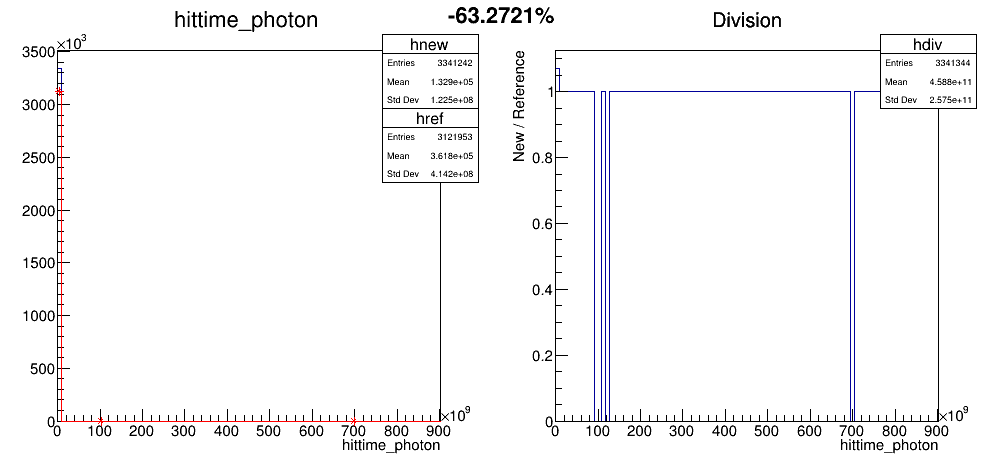 -63.2721%
hittime_photon
×10³
3500
3000
2500
2000
1500
1000
500
0
0 100 200 300 400 500 600 700 800 900
×10⁹
hittime_photon
hnew
Entries 3341242
Mean 1.329e+05
Std Dev 1.225e+08
href
Entries 3121953
Mean 3.618e+05
Std Dev 4.142e+08
Division
New / Reference
1
0.8
0.6
0.4
0.2
0
0 100 200 300 400 500 600 700 800 900
×10⁹
hittime_photon
hdiv
Entries 3341344
Mean 4.588e+11
Std Dev 2.575e+11